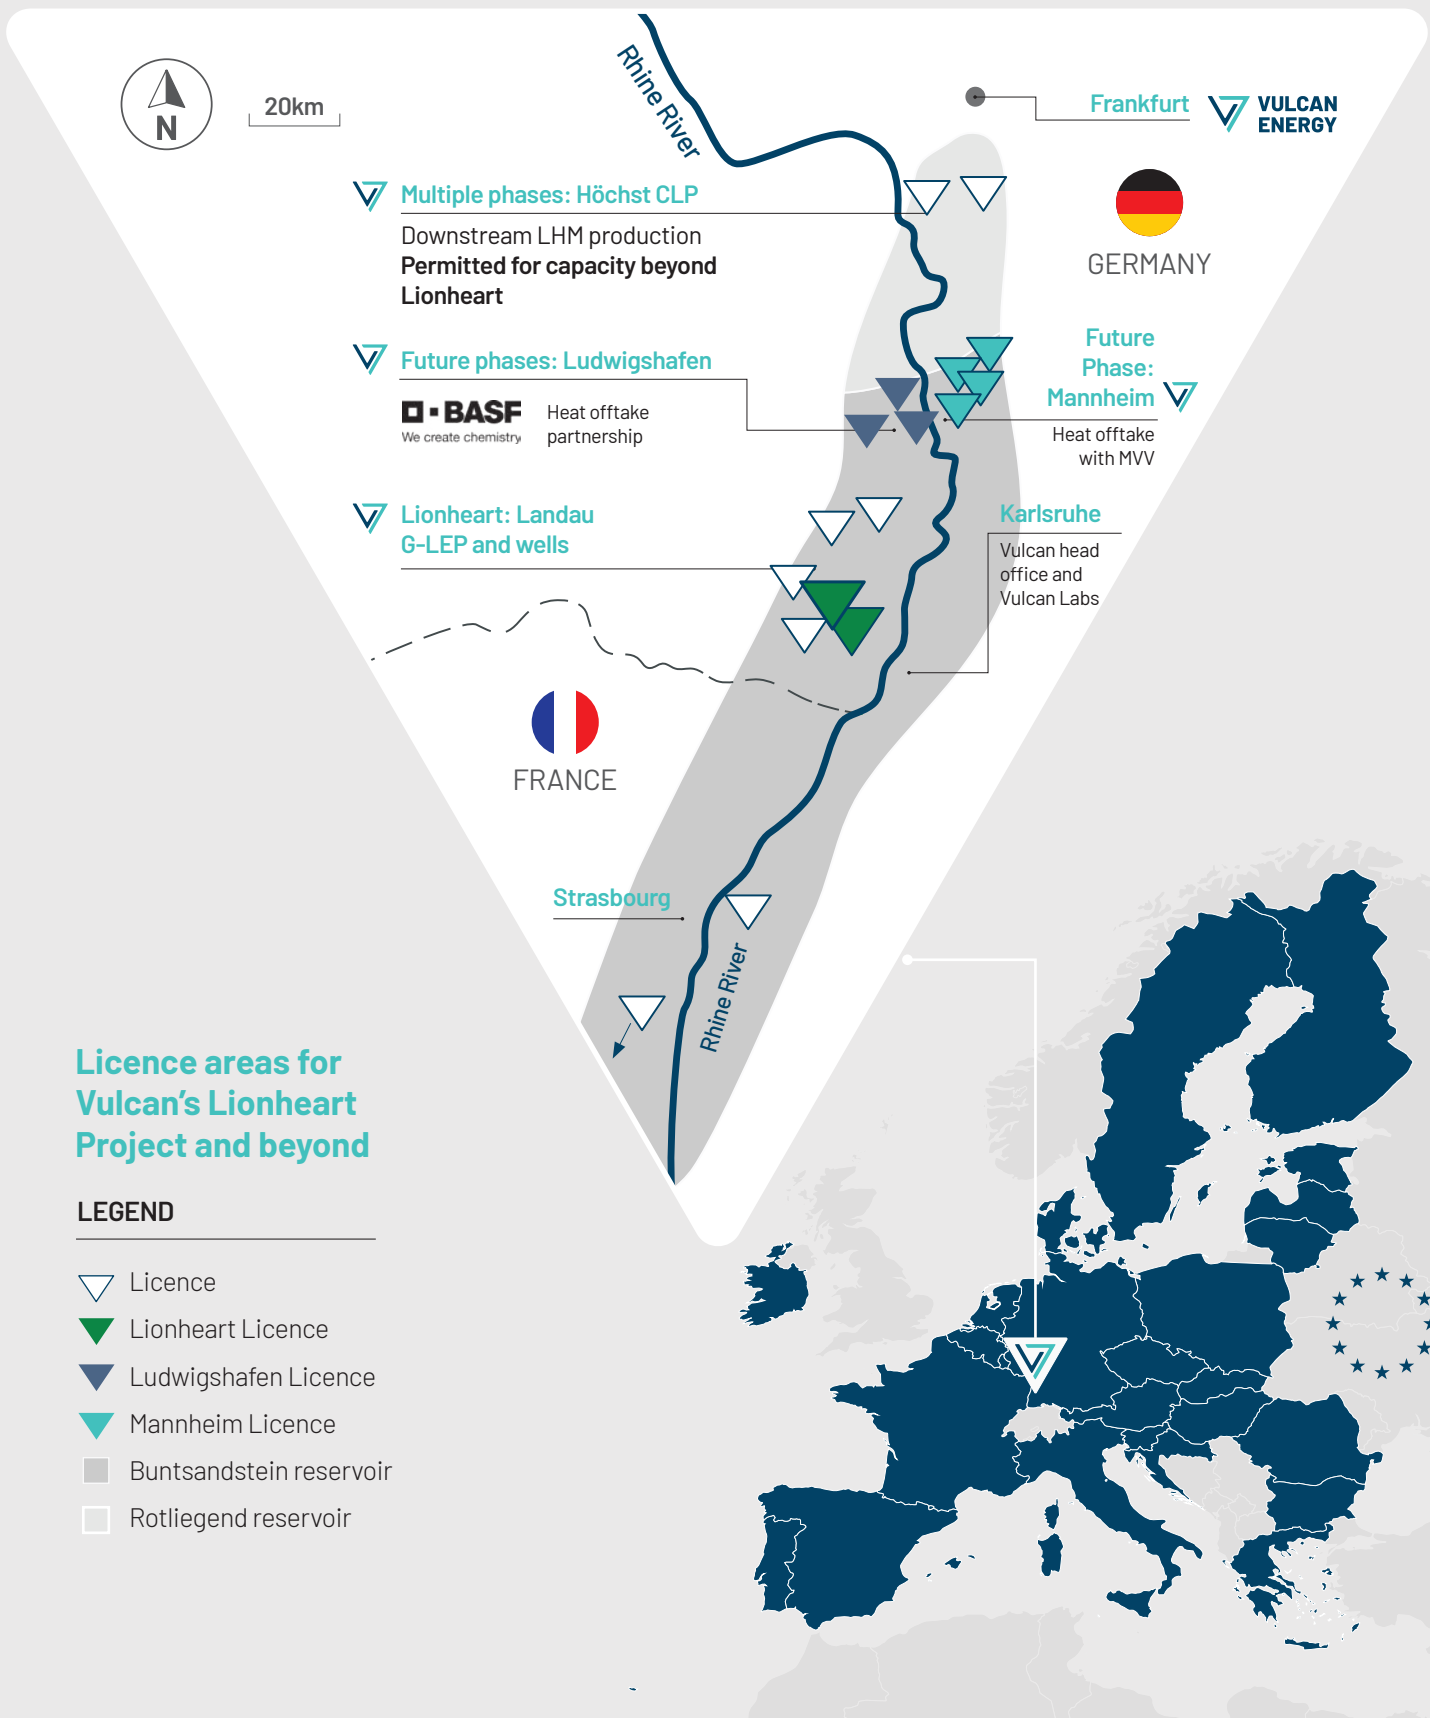 N
20km
Rhine River
Frankfurt
VULCAN
ENERGY
Multiple phases: Höchst CLP
Downstream LHM production
Permitted for capacity beyond
Lionheart
GERMANY
Future phases: Ludwigshafen
BASF
We create chemistry
Heat offtake
partnership
Future
Phase:
Mannheim
Heat offtake
with MVV
Lionheart: Landau
G-LEP and wells
Karlsruhe
Vulcan head
office and
Vulcan Labs
FRANCE
Strasbourg
Rhine River
Licence areas for
Vulcan’s Lionheart
Project and beyond
LEGEND
Licence
Lionheart Licence
Ludwigshafen Licence
Mannheim Licence
Buntsandstein reservoir
Rotliegend reservoir